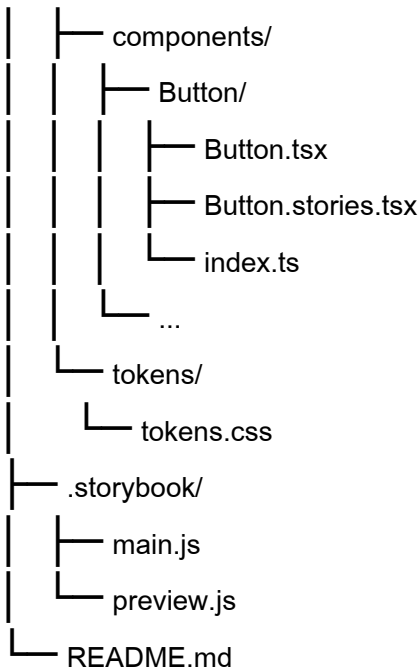 components/
Button/
Button.tsx
Button.stories.tsx
index.ts
...
tokens/
tokens.css
.storybook/
main.js
preview.js
README.md